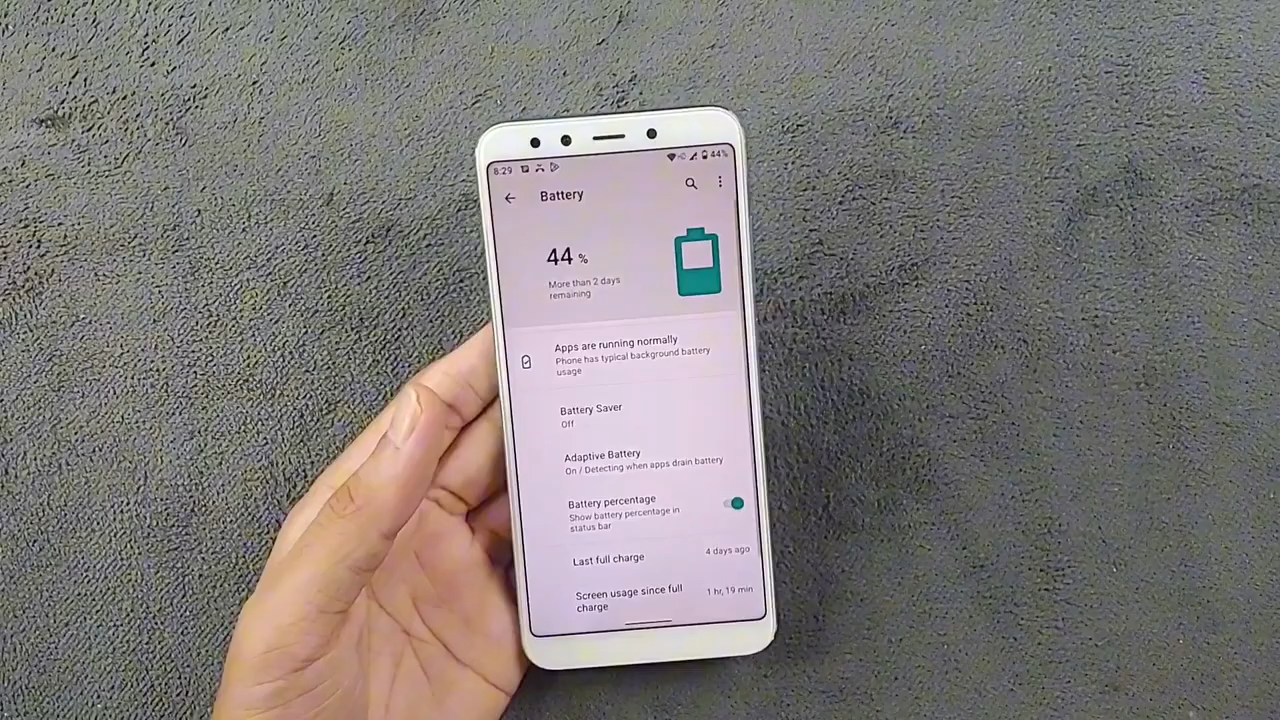 8:29 44%
Battery
44 %
More than 2 days
remaining
Apps are running normally
Phone has typical background battery
usage
Battery Saver
Off
Adaptive Battery
On / Detecting when apps drain battery
Battery percentage
Show battery percentage in
status bar
Last full charge 4 days ago
Screen usage since full
charge 1 hr, 19 min